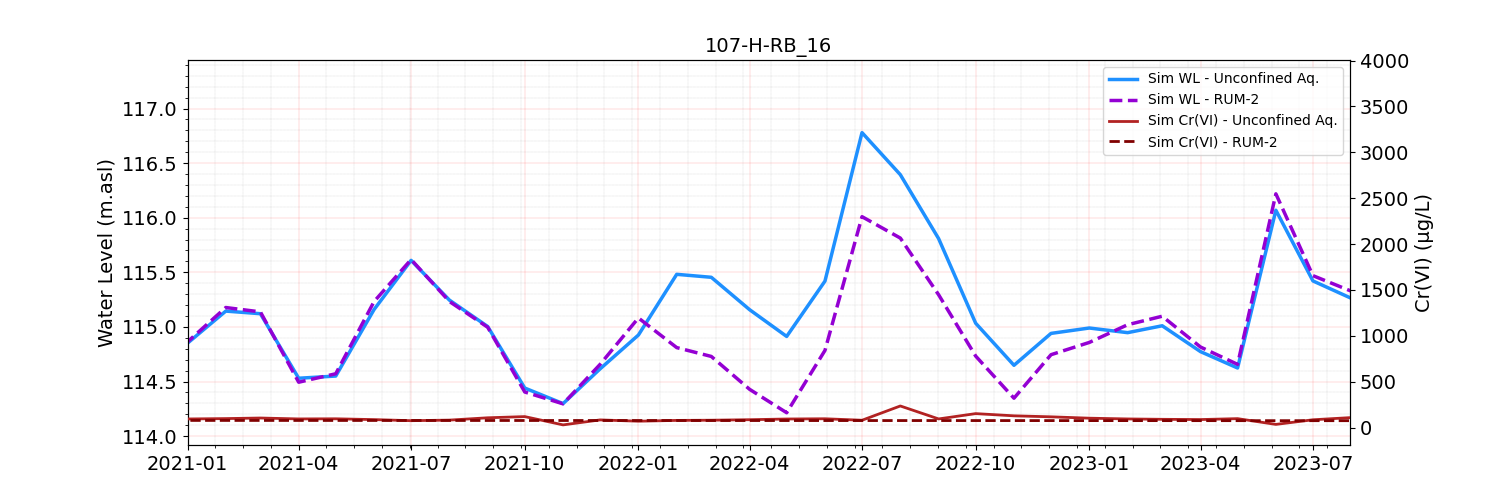 107-H-RB_16
Water Level (m.asl)
117.0
116.5
116.0
115.5
115.0
114.5
114.0
Sim WL - Unconfined Aq.
Sim WL - RUM-2
Sim Cr(VI) - Unconfined Aq.
Sim Cr(VI) - RUM-2
4000
3500
3000
2500
2000
1500
1000
500
0
Cr(VI) (µg/L)
2021-01 2021-04 2021-07 2021-10 2022-01 2022-04 2022-07 2022-10 2023-01 2023-04 2023-07